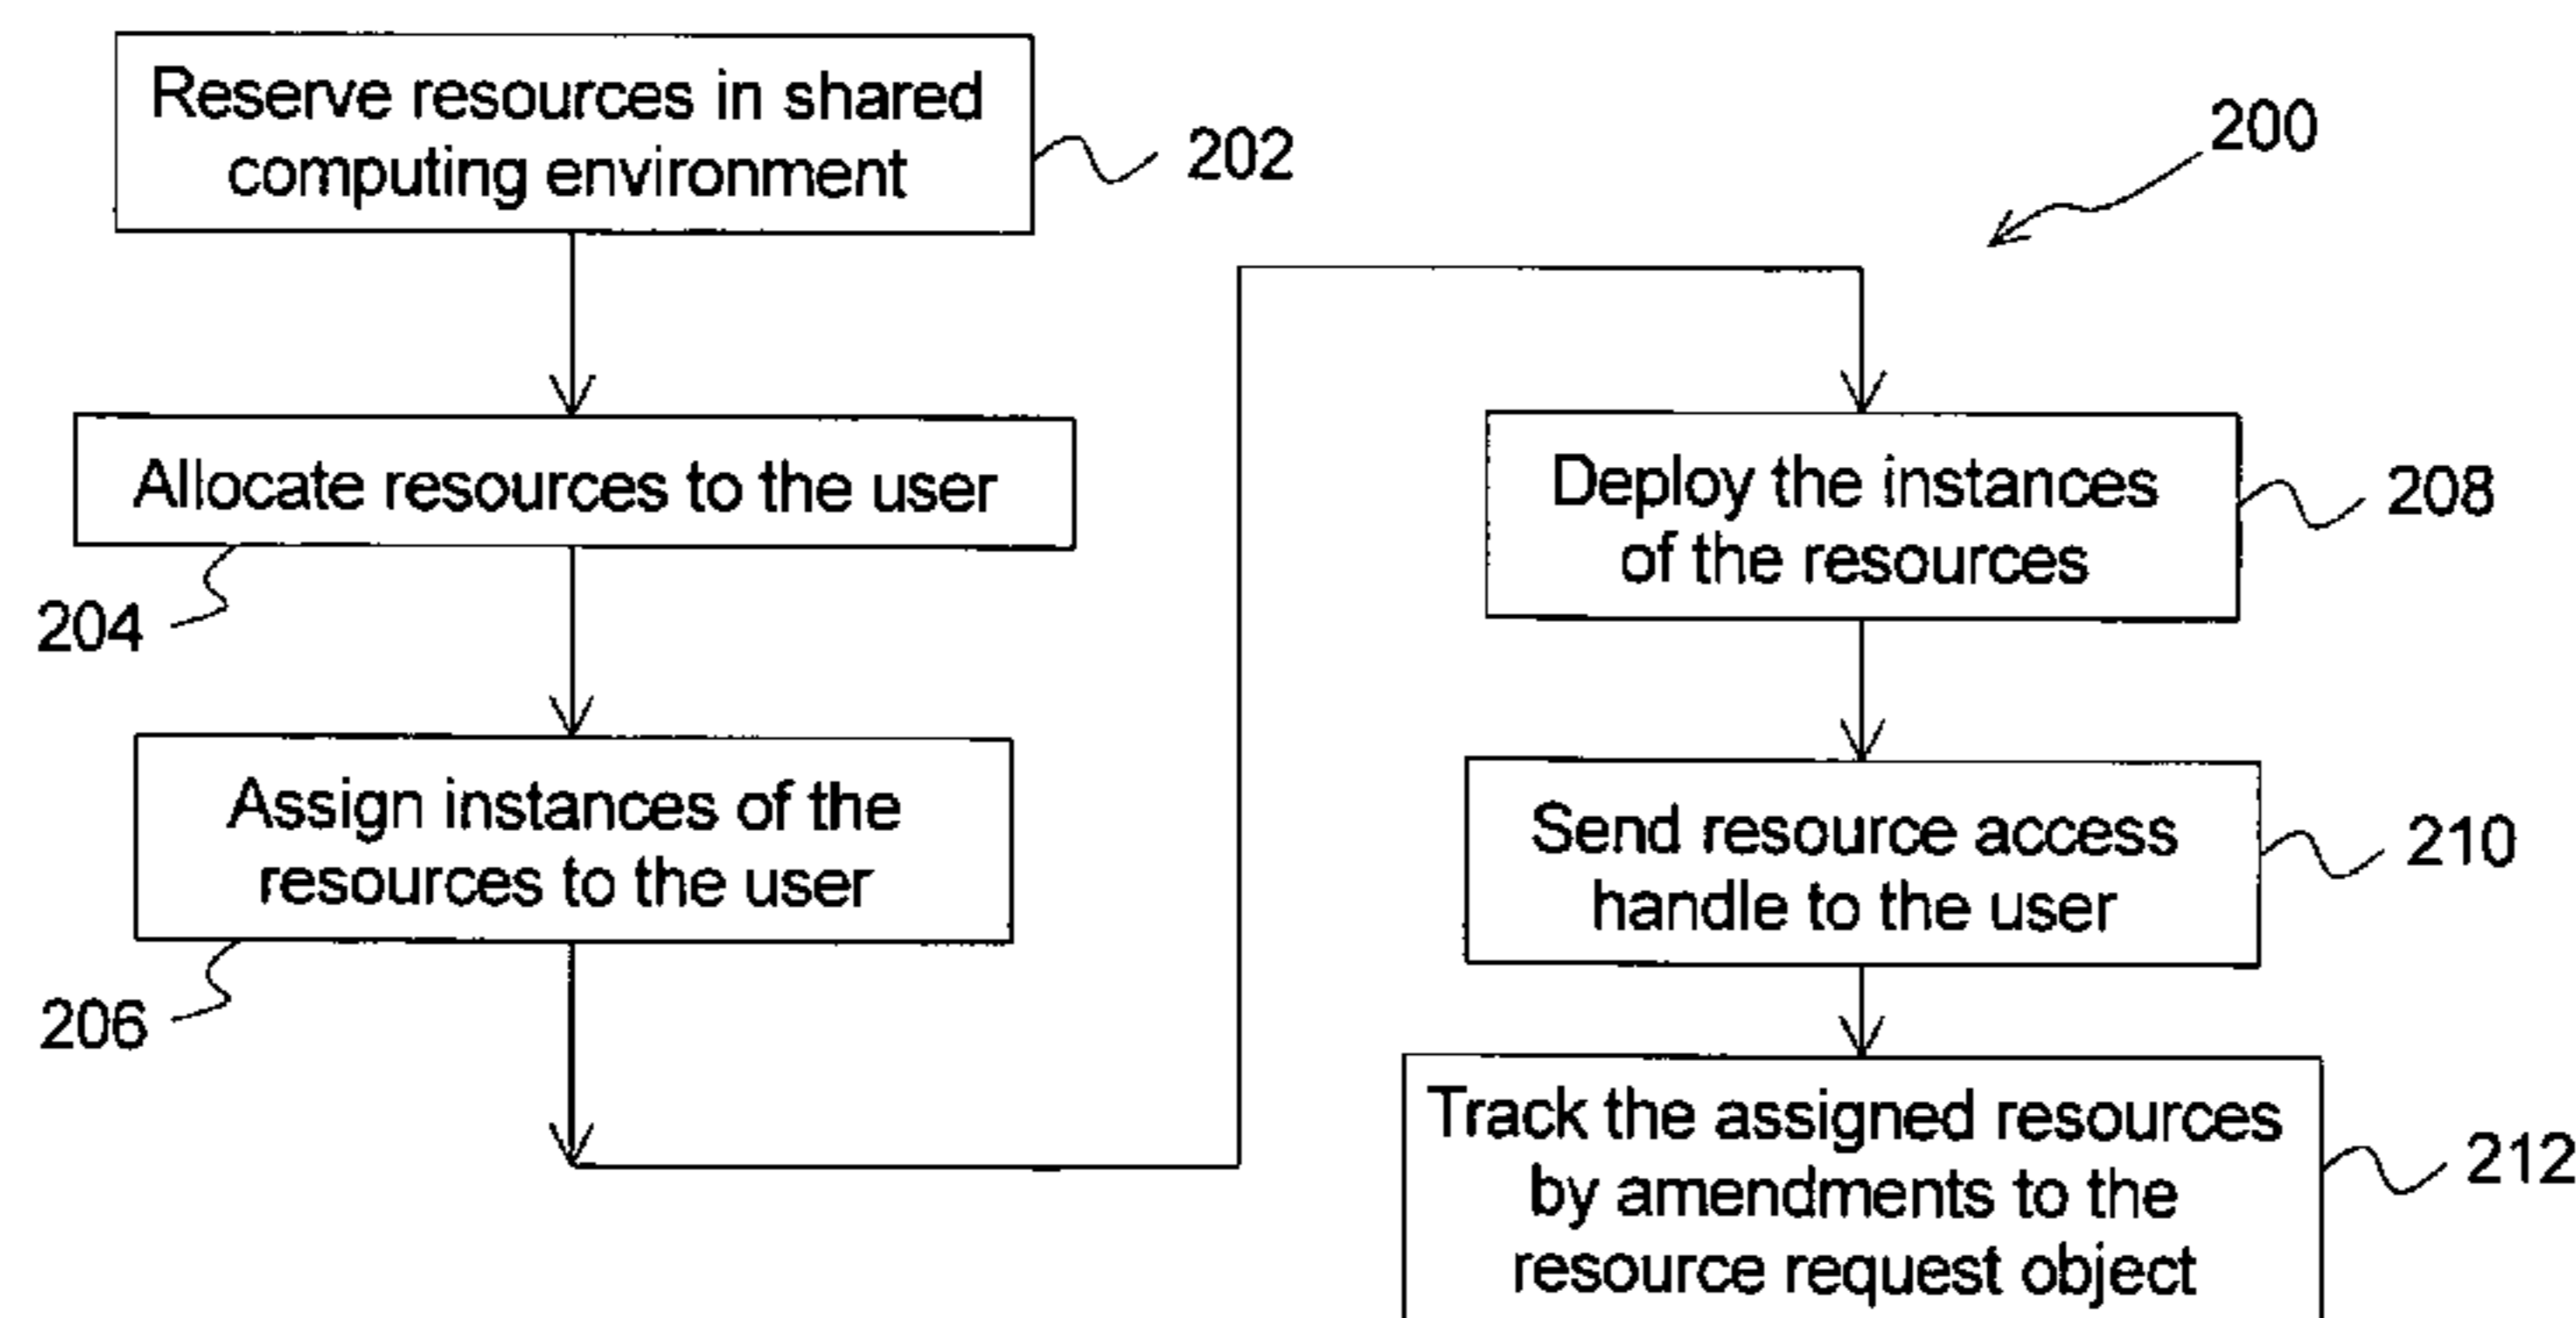 Reserve resources in shared
computing environment
202
200
Allocate resources to the user
204
Assign instances of the
resources to the user
206
Deploy the instances
of the resources
208
Send resource access
handle to the user
210
Track the assigned resources
by amendments to the
resource request object
212